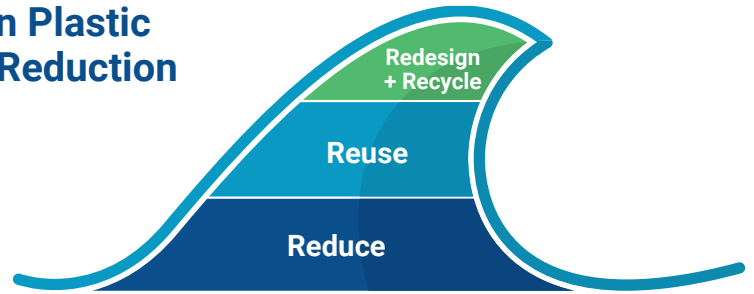 n Plastic
Reduction
Redesign
+ Recycle
Reuse
Reduce